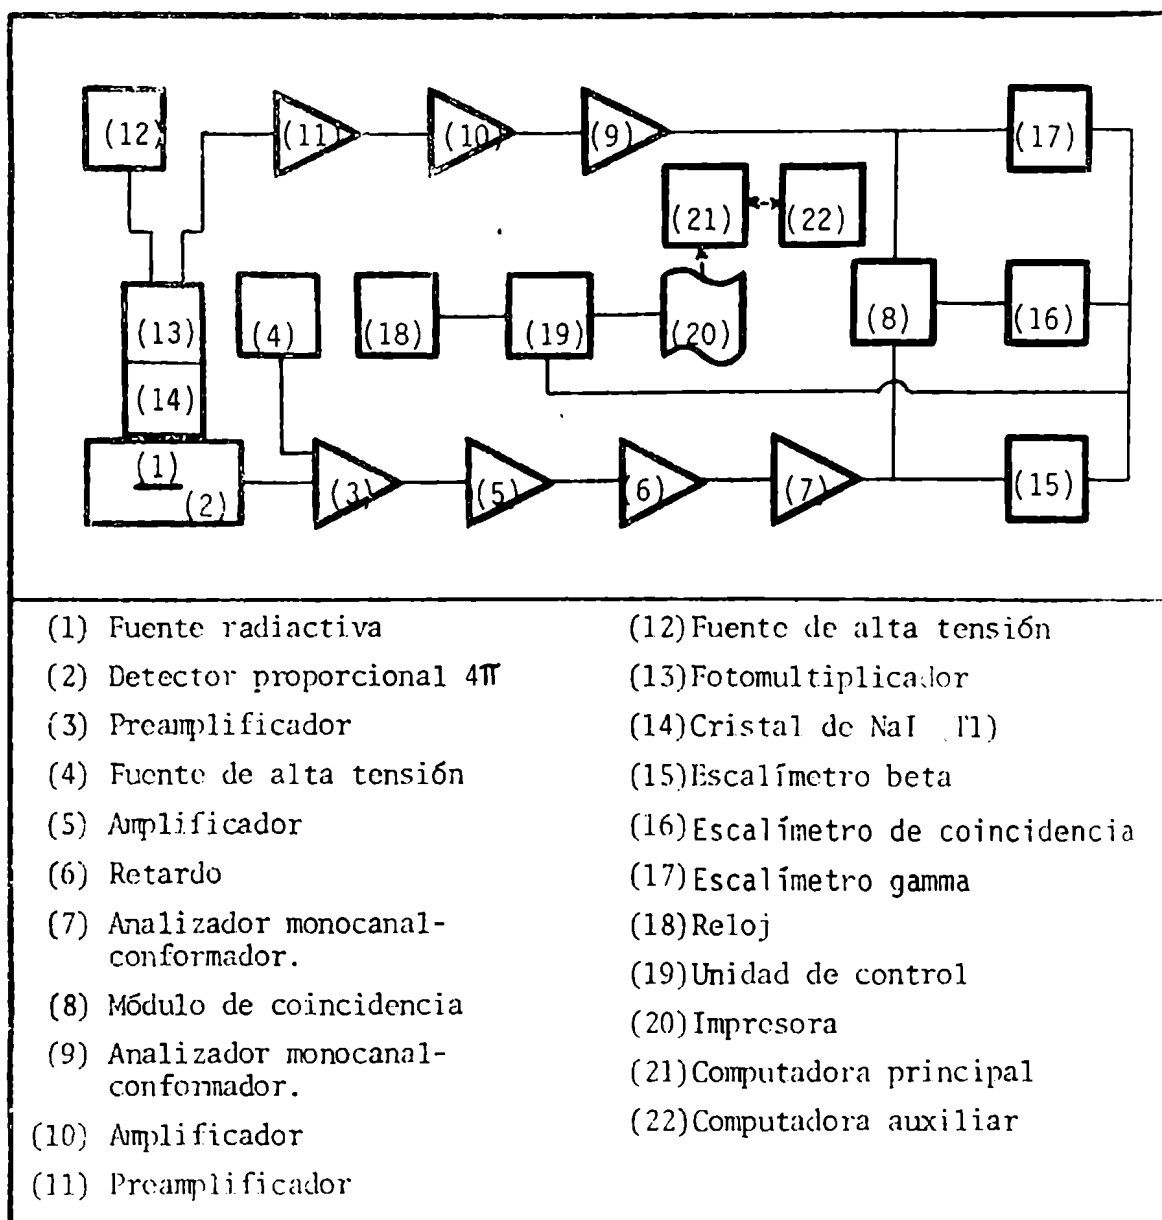 (12) (11) (10) (9) (17)
(21) (22)
(13) (4) (18) (19) (20) (8) (16)
(14)
(1)
(2) (3) (5) (6) (7) (15)
(1) Fuente radiactiva
(2) Detector proporcional 4π
(3) Preamplificador
(4) Fuente de alta tensión
(5) Amplificador
(6) Retardo
(7) Analizador monocanal-
conformador.
(8) Módulo de coincidencia
(9) Analizador monocanal-
conformador.
(10) Amplificador
(11) Preamplificador
(12) Fuente de alta tensión
(13) Fotomultiplicador
(14) Cristal de NaI Tl)
(15) Escalímetro beta
(16) Escalímetro de coincidencia
(17) Escalímetro gamma
(18) Reloj
(19) Unidad de control
(20) Impresora
(21) Computadora principal
(22) Computadora auxiliar